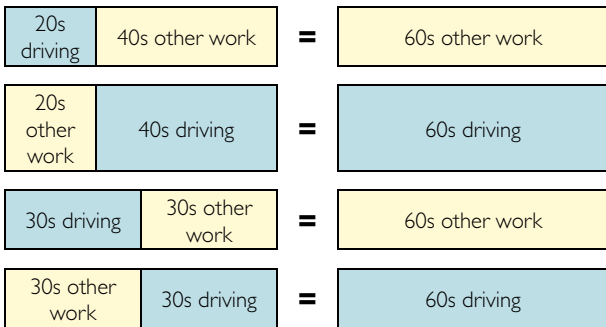 20s
driving
40s other work
=
60s other work
20s
other
work
40s driving
=
60s driving
30s driving
30s other
work
=
60s other work
30s other
work
30s driving
=
60s driving